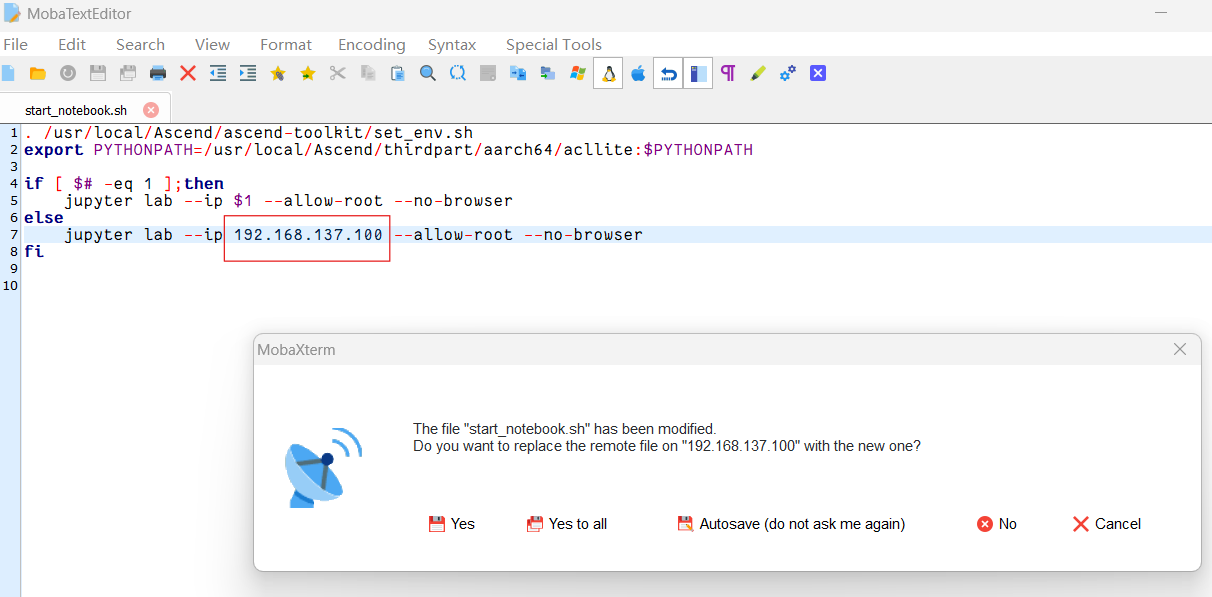 MobaTextEditor
File Edit Search View Format Encoding Syntax Special Tools
start_notebook.sh
1 . /usr/local/Ascend/ascend-toolkit/set_env.sh
2 export PYTHONPATH=/usr/local/Ascend/thirdpart/aarch64/acllite:$PYTHONPATH
3
4 if [ $# -eq 1 ];then
5     jupyter lab --ip $1 --allow-root --no-browser
6 else
7     jupyter lab --ip 192.168.137.100 --allow-root --no-browser
8 fi
9
10
MobaXterm
The file "start_notebook.sh" has been modified.
Do you want to replace the remote file on "192.168.137.100" with the new one?
Yes Yes to all Autosave (do not ask me again) No Cancel